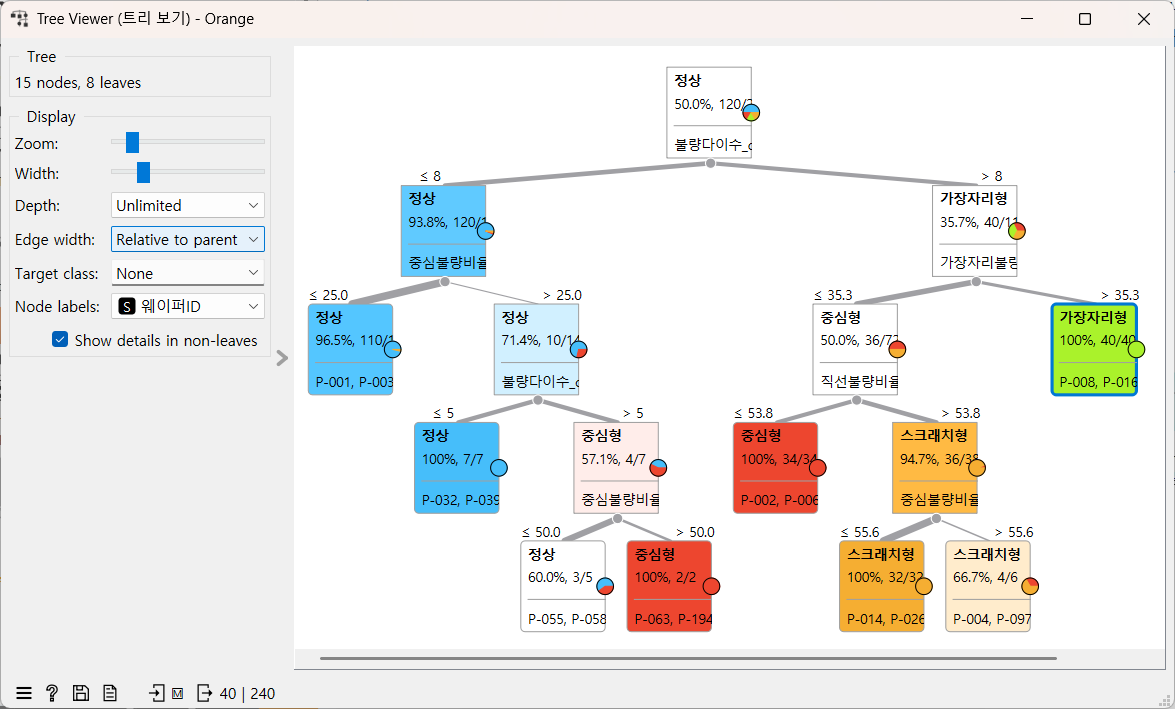 Tree Viewer (트리 보기) - Orange
Tree
15 nodes, 8 leaves
Display
Zoom:
Width:
Depth: Unlimited
Edge width: Relative to parent
Target class: None
Node labels: S 웨이퍼ID
Show details in non-leaves
정상
50.0%, 120/
불량다이수_
≤ 8
> 8
정상
93.8%, 120/1
중심불량비율
가장자리형
35.7%, 40/11
가장자리불량
≤ 25.0
> 25.0
≤ 35.3
> 35.3
정상
96.5%, 110/1
P-001, P-003
정상
71.4%, 10/14
불량다이수_
중심형
50.0%, 36/72
직선불량비율
가장자리형
100%, 40/40
P-008, P-016
≤ 5
> 5
≤ 53.8
> 53.8
정상
100%, 7/7
P-032, P-039
중심형
57.1%, 4/7
중심불량비율
중심형
100%, 34/34
P-002, P-006
스크래치형
94.7%, 36/38
중심불량비율
≤ 50.0
> 50.0
≤ 55.6
> 55.6
정상
60.0%, 3/5
P-055, P-058
중심형
100%, 2/2
P-063, P-194
스크래치형
100%, 32/32
P-014, P-026
스크래치형
66.7%, 4/6
P-004, P-097
M 40 | 240